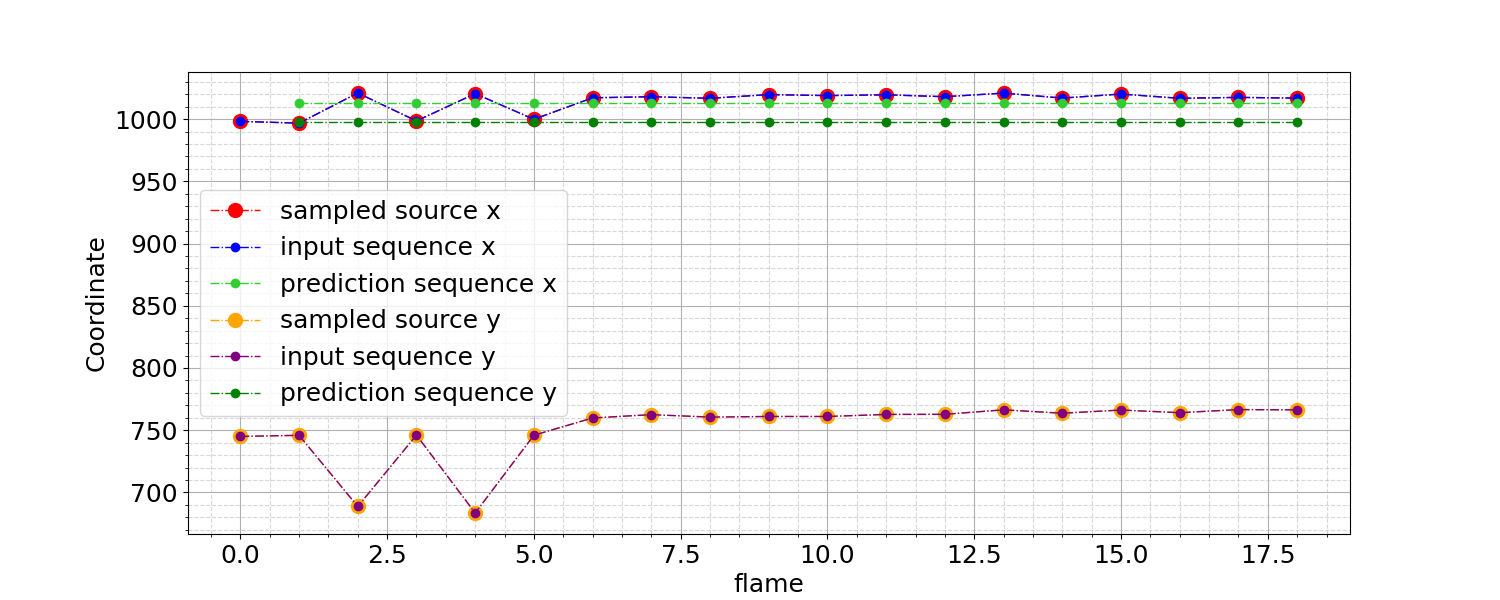 1000
950
900
850
800
750
700
Coordinate
sampled source x
input sequence x
prediction sequence x
sampled source y
input sequence y
prediction sequence y
0.0 2.5 5.0 7.5 10.0 12.5 15.0 17.5
flame